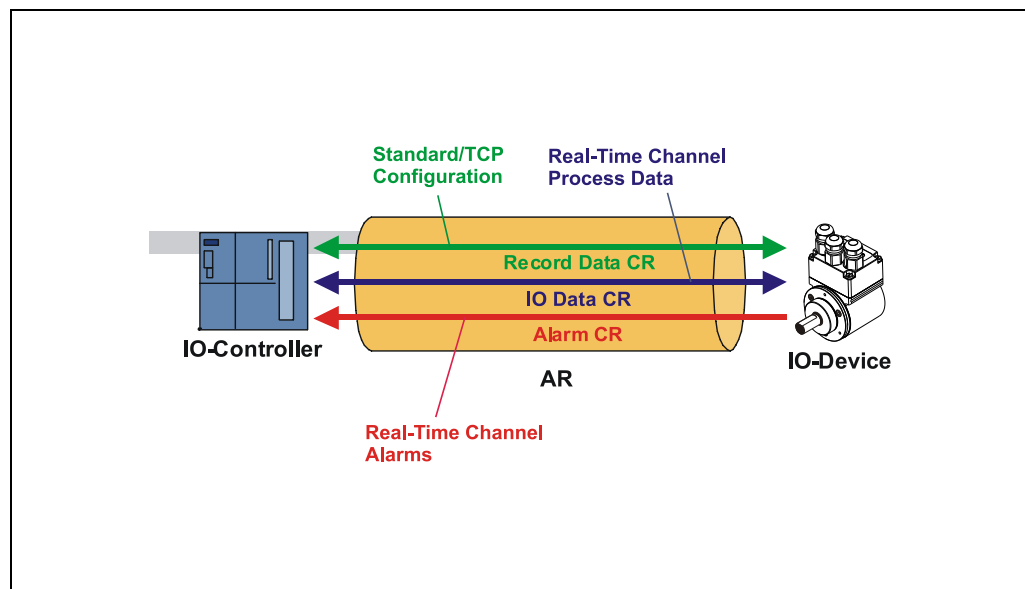 Standard/TCP
Configuration
Real-Time Channel
Process Data
Record Data CR
IO Data CR
Alarm CR
IO-Controller
IO-Device
AR
Real-Time Channel
Alarms